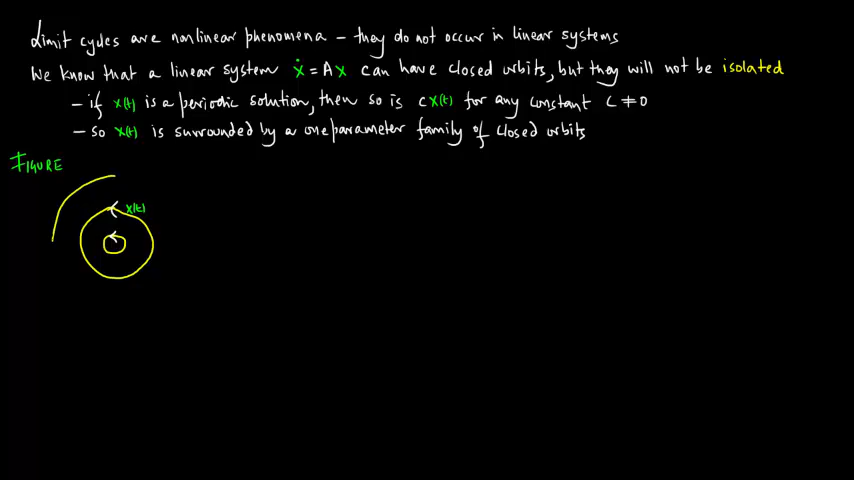 Limit cycles are nonlinear phenomena – they do not occur in linear systems
We know that a linear system ẋ = Ax can have closed orbits, but they will not be isolated
– if x(t) is a periodic solution, then so is cx(t) for any constant c ≠ 0
– so x(t) is surrounded by a one parameter family of closed orbits
FIGURE
x(t)